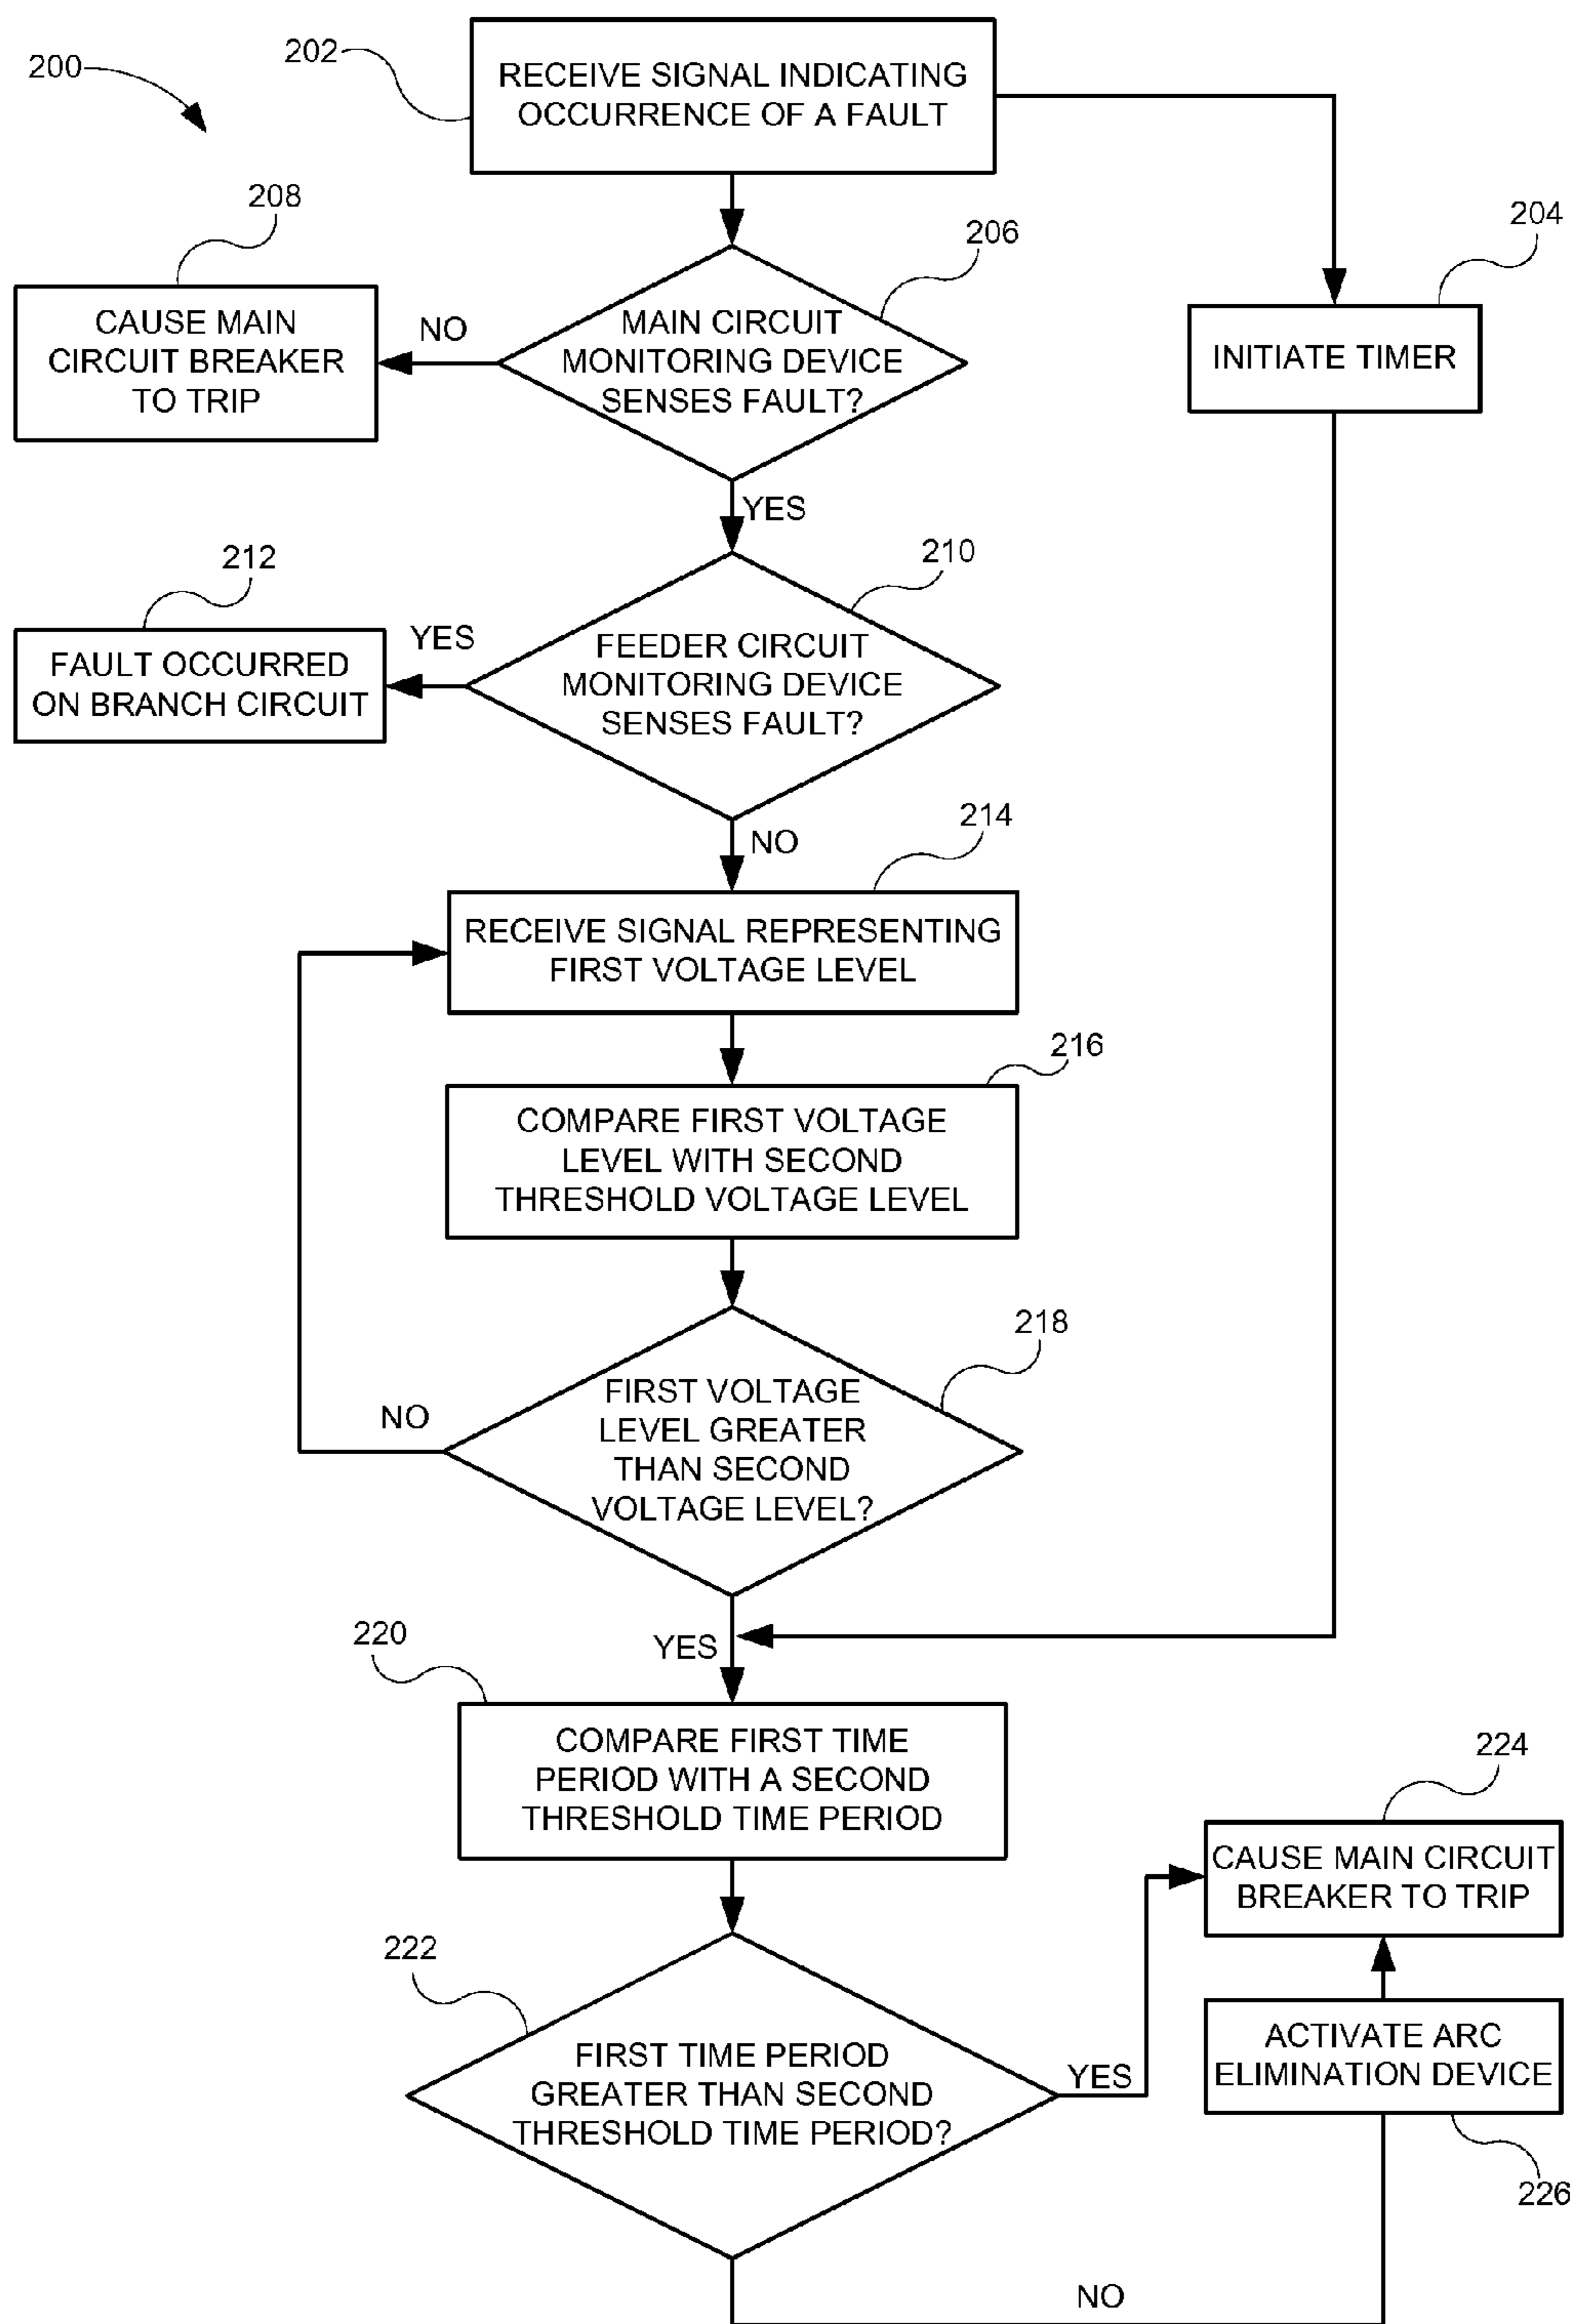 200
202
RECEIVE SIGNAL INDICATING
OCCURRENCE OF A FAULT
208
CAUSE MAIN
CIRCUIT BREAKER
TO TRIP
NO
206
MAIN CIRCUIT
MONITORING DEVICE
SENSES FAULT?
204
INITIATE TIMER
YES
212
FAULT OCCURRED
ON BRANCH CIRCUIT
YES
210
FEEDER CIRCUIT
MONITORING DEVICE
SENSES FAULT?
NO
214
RECEIVE SIGNAL REPRESENTING
FIRST VOLTAGE LEVEL
216
COMPARE FIRST VOLTAGE
LEVEL WITH SECOND
THRESHOLD VOLTAGE LEVEL
218
NO
FIRST VOLTAGE
LEVEL GREATER
THAN SECOND
VOLTAGE LEVEL?
YES
220
COMPARE FIRST TIME
PERIOD WITH A SECOND
THRESHOLD TIME PERIOD
224
CAUSE MAIN CIRCUIT
BREAKER TO TRIP
222
FIRST TIME PERIOD
GREATER THAN SECOND
THRESHOLD TIME PERIOD?
YES
ACTIVATE ARC
ELIMINATION DEVICE
226
NO